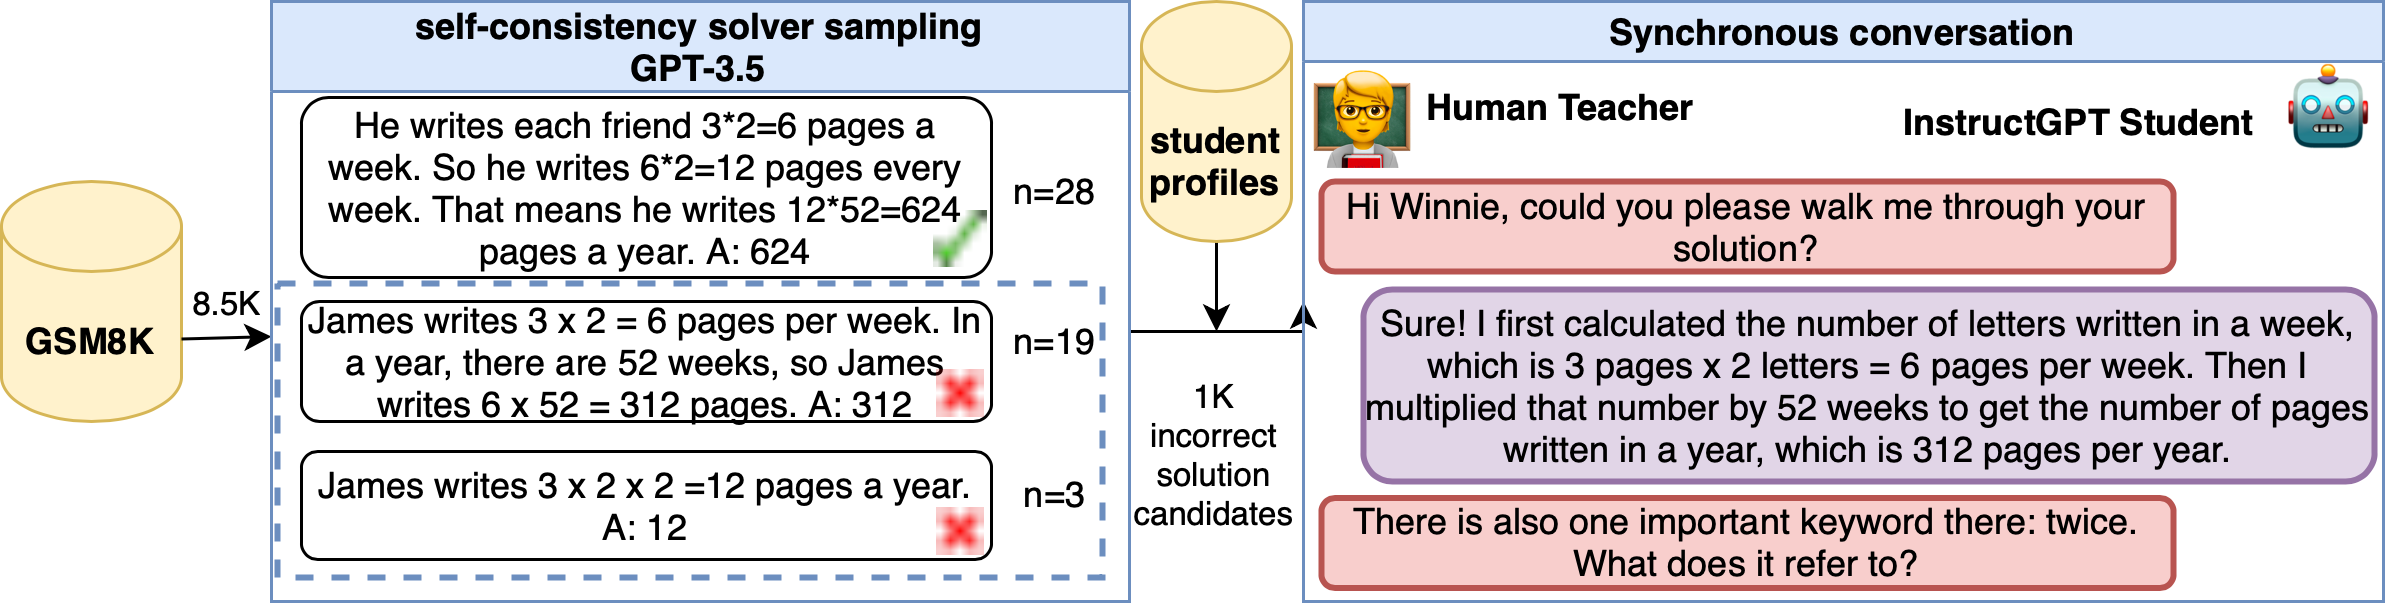 GSM8K
8.5K
self-consistency solver sampling
GPT-3.5
He writes each friend 3*2=6 pages a
week. So he writes 6*2=12 pages every
week. That means he writes 12*52=624
pages a year. A: 624
n=28
James writes 3 x 2 = 6 pages per week. In
a year, there are 52 weeks, so James
writes 6 x 52 = 312 pages. A: 312
n=19
James writes 3 x 2 x 2 =12 pages a year.
A: 12
n=3
student
profiles
1K
incorrect
solution
candidates
Synchronous conversation
Human Teacher
InstructGPT Student
Hi Winnie, could you please walk me through your
solution?
Sure! I first calculated the number of letters written in a week,
which is 3 pages x 2 letters = 6 pages per week. Then I
multiplied that number by 52 weeks to get the number of pages
written in a year, which is 312 pages per year.
There is also one important keyword there: twice.
What does it refer to?